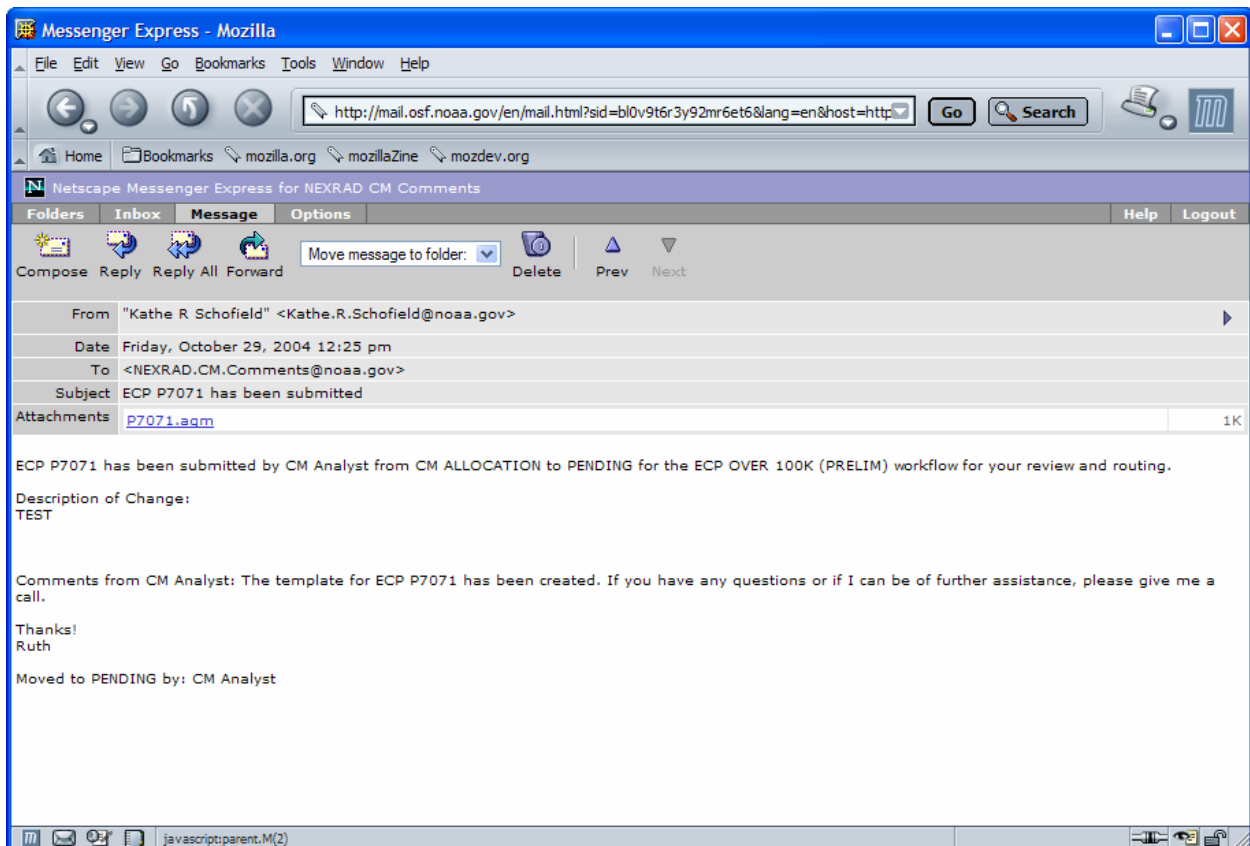 Messenger Express - Mozilla
File Edit View Go Bookmarks Tools Window Help
http://mail.osf.noaa.gov/en/mail.html?sid=bl0v9t6r3y92mr6et6&lang=en&host=http Go Search
Home Bookmarks mozilla.org mozillaZine mozdev.org
N Netscape Messenger Express for NEXRAD CM Comments
Folders Inbox Message Options Help Logout
Compose Reply Reply All Forward Move message to folder: Delete Prev Next
From "Kathe R Schofield" <Kathe.R.Schofield@noaa.gov>
Date Friday, October 29, 2004 12:25 pm
To <NEXRAD.CM.Comments@noaa.gov>
Subject ECP P7071 has been submitted
Attachments P7071.aqm 1K
ECP P7071 has been submitted by CM Analyst from CM ALLOCATION to PENDING for the ECP OVER 100K (PRELIM) workflow for your review and routing.
Description of Change:
TEST
Comments from CM Analyst: The template for ECP P7071 has been created. If you have any questions or if I can be of further assistance, please give me a
call.
Thanks!
Ruth
Moved to PENDING by: CM Analyst
javascript:parent.M(2)